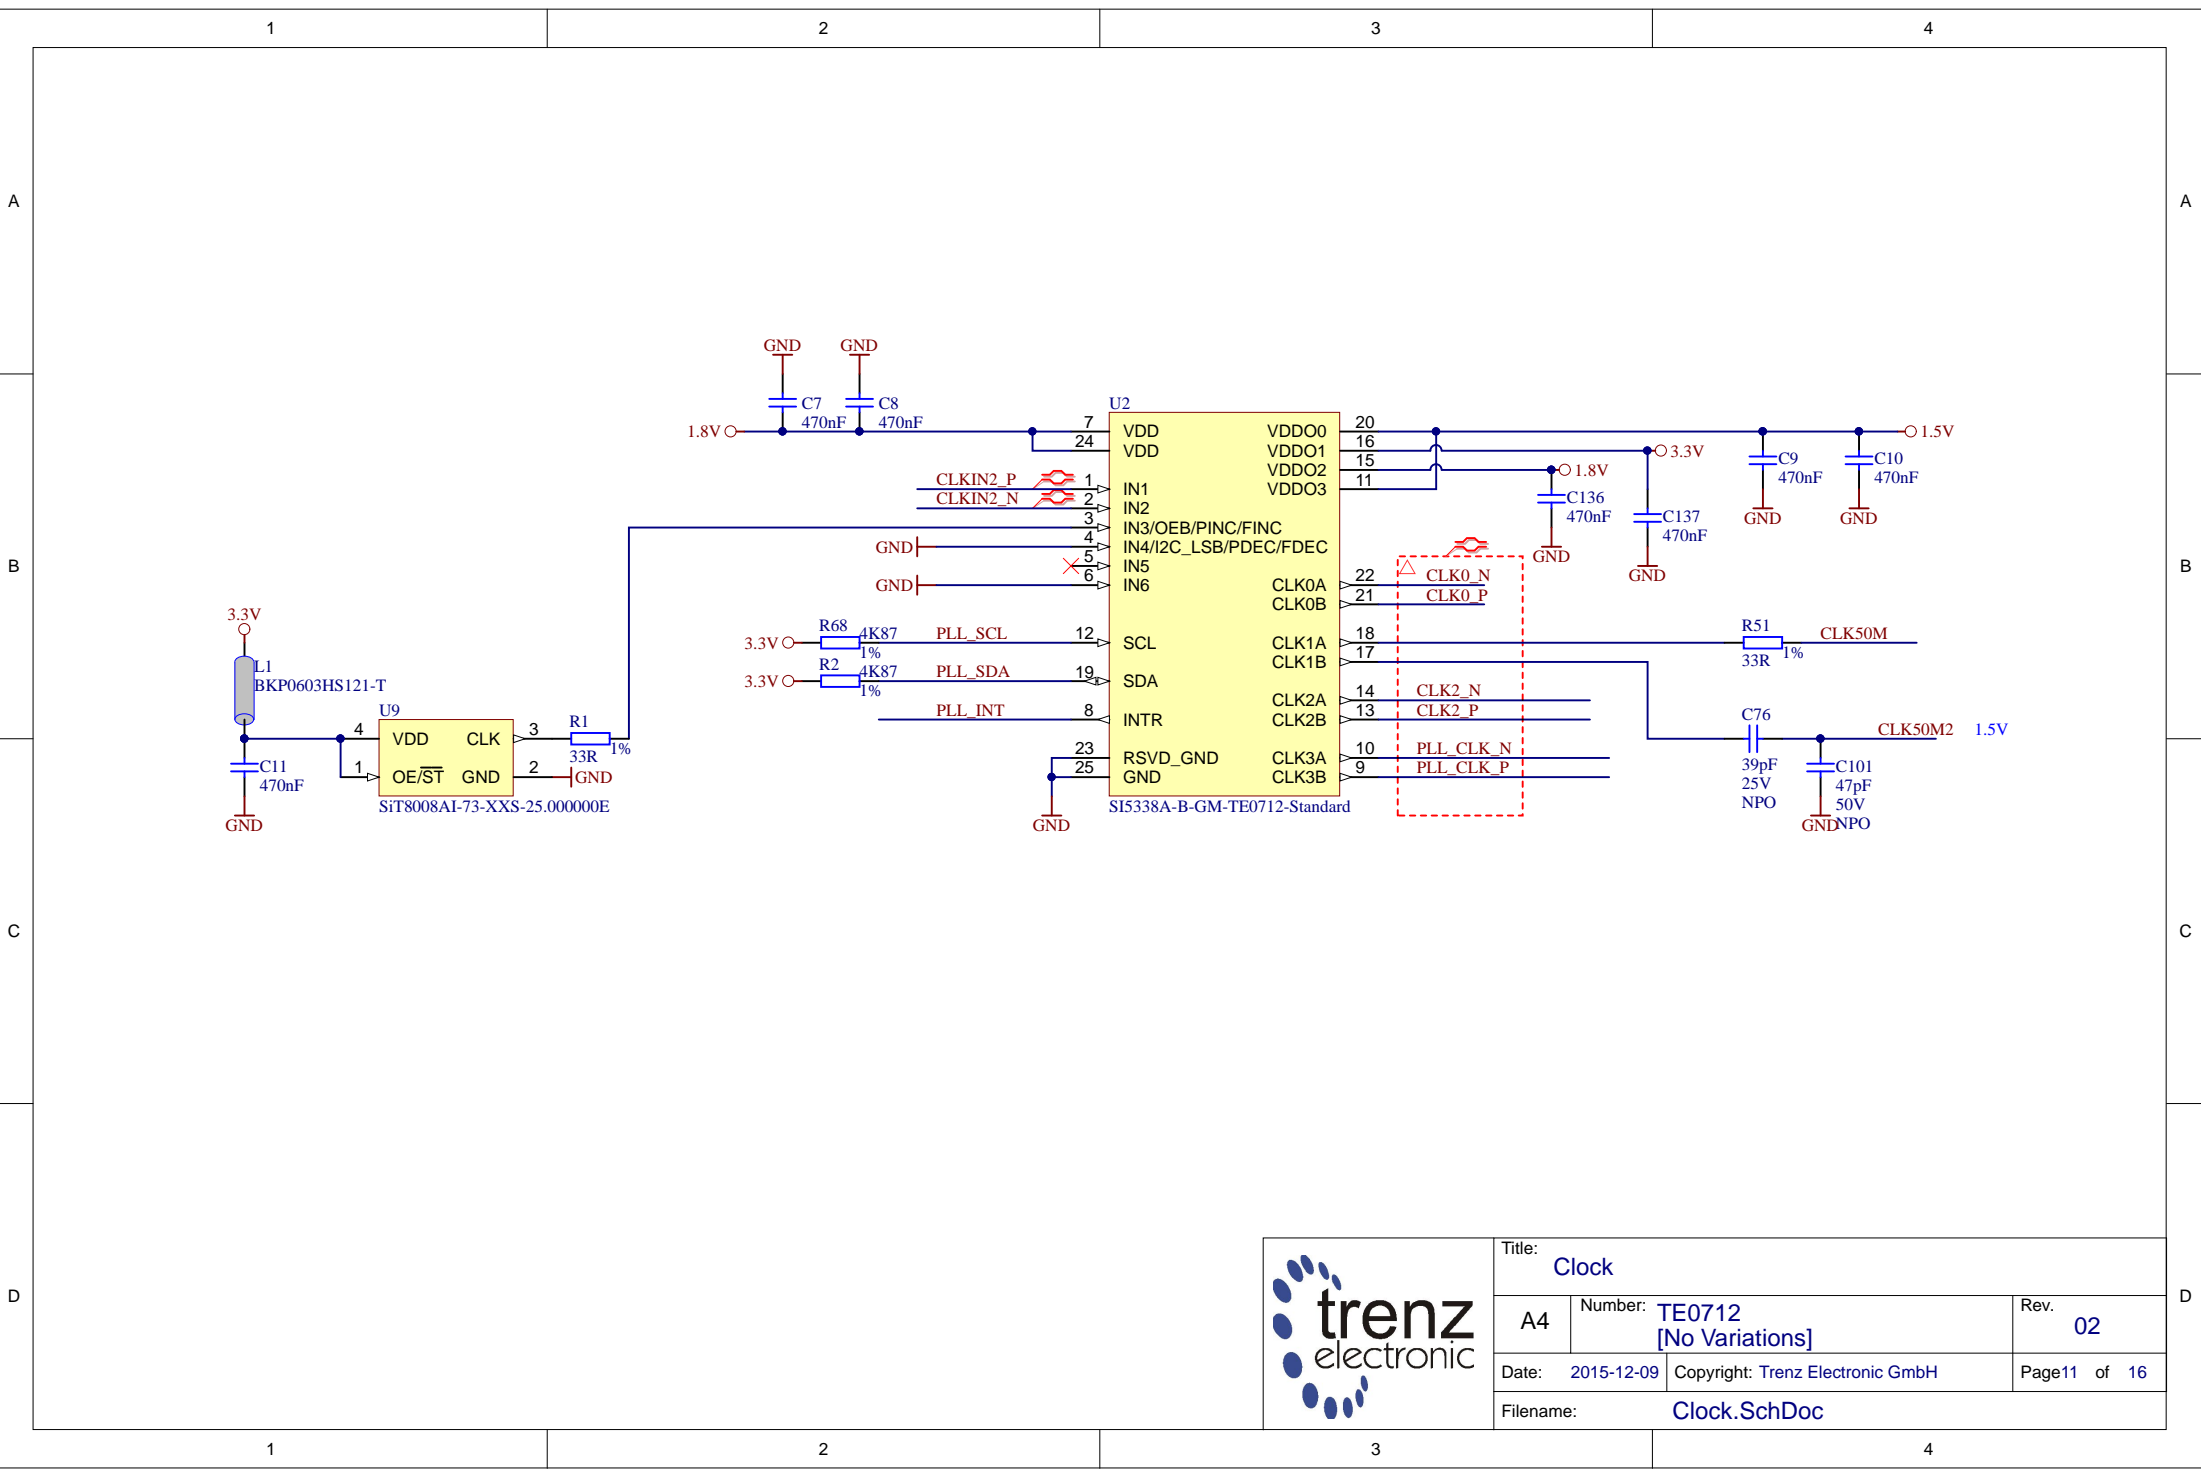 1 2 3 4
A A
B B
C C
D D
GND GND
C7 470nF
C8 470nF
1.8V
U2
7 VDD
24 VDD
CLKIN2_P 1 IN1
CLKIN2_N 2 IN2
3 IN3/OEB/PINC/FINC
GND 4 IN4/I2C_LSB/PDEC/FDEC
5 IN5
GND 6 IN6
3.3V R68 4K87 1% PLL_SCL 12 SCL
3.3V R2 4K87 1% PLL_SDA 19 SDA
PLL_INT 8 INTR
23 RSVD_GND
25 GND
GND
VDDO0 20
VDDO1 16
VDDO2 15
VDDO3 11
CLK0A 22 CLK0_N
CLK0B 21 CLK0_P
CLK1A 18
CLK1B 17
CLK2A 14 CLK2_N
CLK2B 13 CLK2_P
CLK3A 10 PLL_CLK_N
CLK3B 9 PLL_CLK_P
SI5338A-B-GM-TE0712-Standard
1.5V
3.3V
1.8V
C9 470nF GND
C10 470nF GND
C136 470nF GND
C137 470nF GND
R51 33R 1% CLK50M
C76 39pF 25V NPO
CLK50M2 1.5V
C101 47pF 50V NPO
GND
3.3V
L1
BKP0603HS121-T
C11 470nF
GND
U9
4 VDD CLK 3
1 OE/ST GND 2 GND
SiT8008AI-73-XXS-25.000000E
R1 33R 1%
trenz
electronic
Title: Clock
A4 Number: TE0712
[No Variations]
Rev. 02
Date: 2015-12-09 Copyright: Trenz Electronic GmbH Page11 of 16
Filename: Clock.SchDoc
1 2 3 4